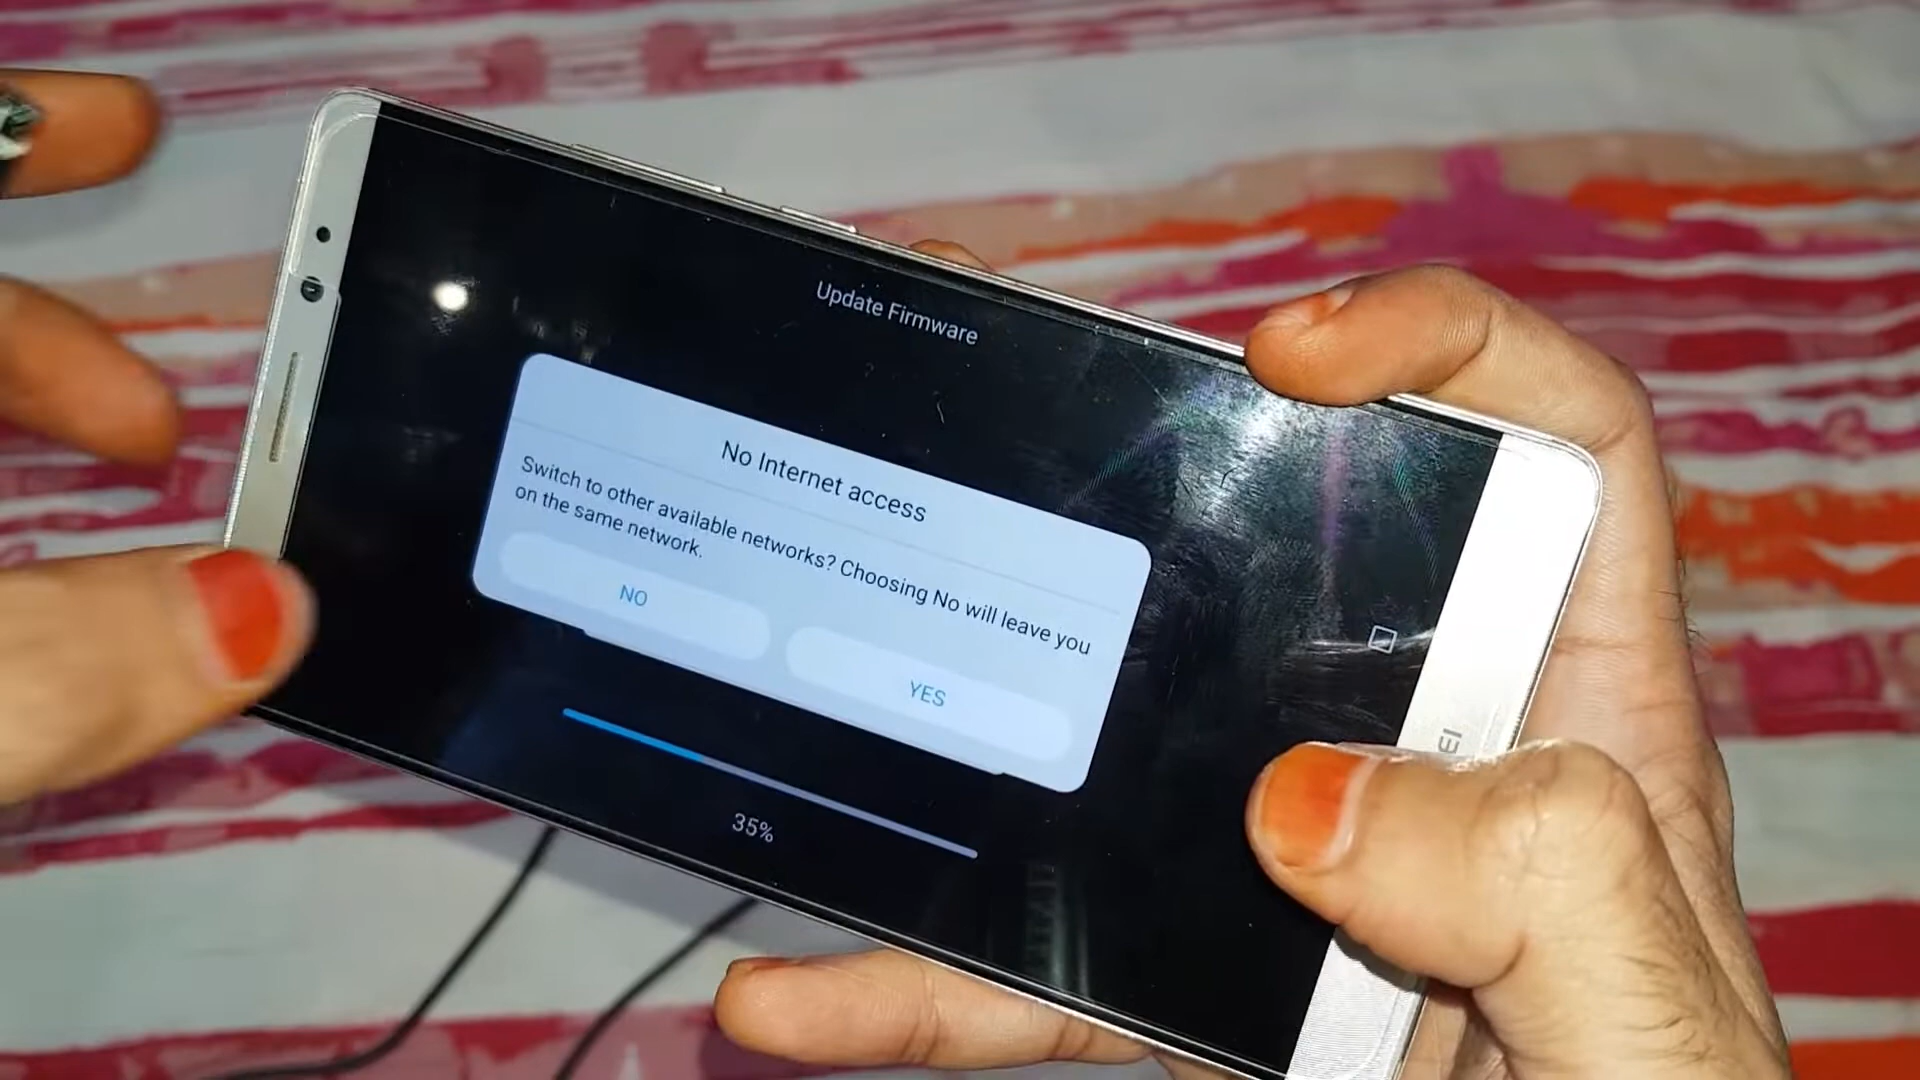 Update Firmware
No Internet access
Switch to other available networks? Choosing No will leave you
on the same network.
NO
YES
35%
EI